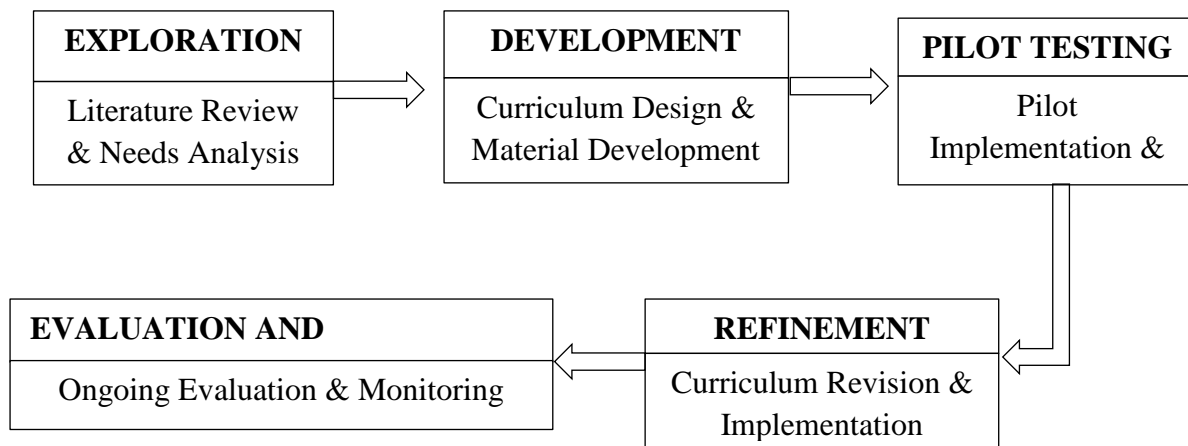 EXPLORATION
Literature Review
& Needs Analysis
DEVELOPMENT
Curriculum Design &
Material Development
PILOT TESTING
Pilot
Implementation &
REFINEMENT
Curriculum Revision &
Implementation
EVALUATION AND
Ongoing Evaluation & Monitoring